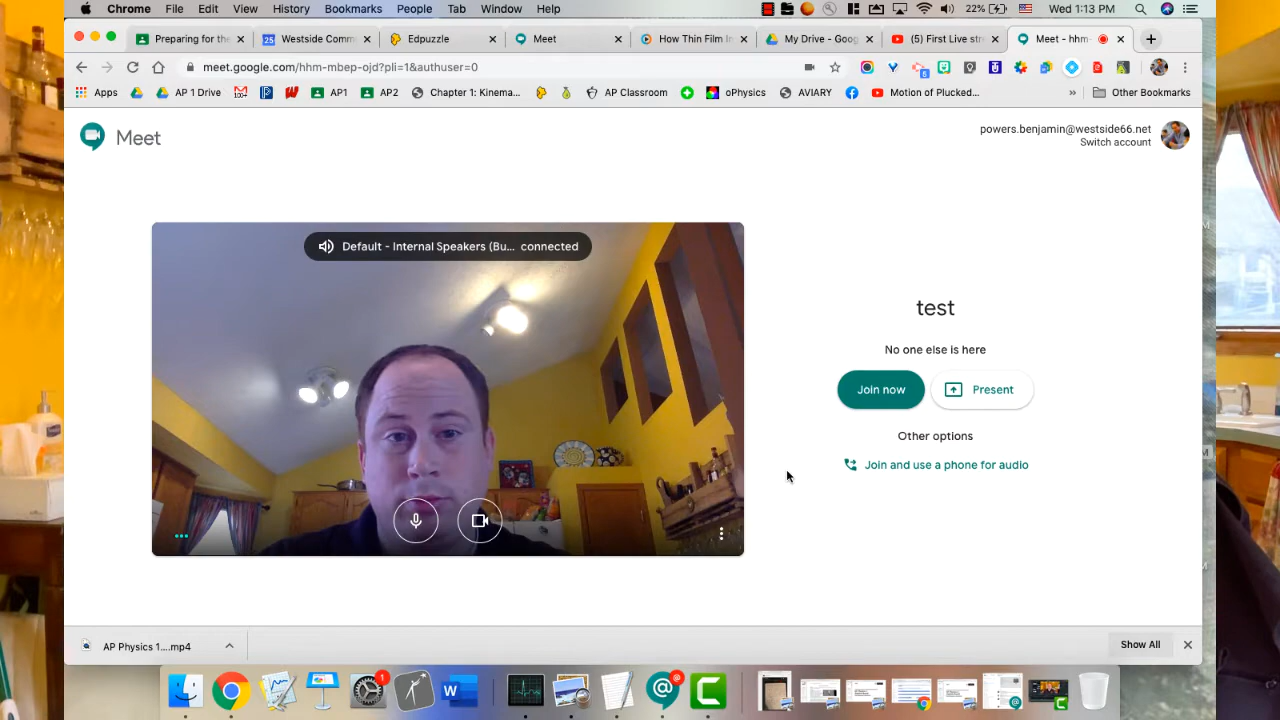 Chrome File Edit View History Bookmarks People Tab Window Help 22% Wed 1:13 PM
Preparing for the 25 Westside Comm Edpuzzle Meet How Thin Film In My Drive - Goog (5) First Live stre Meet - hhm-
meet.google.com/hhm-mbep-ojd?pli=1&authuser=0
Apps AP 1 Drive AP1 AP2 Chapter 1: Kinema... AP Classroom oPhysics AVIARY Motion of Plucked... » Other Bookmarks
Meet
powers.benjamin@westside66.net
Switch account
Default - Internal Speakers (Bu... connected
test
No one else is here
Join now Present
Other options
Join and use a phone for audio
AP Physics 1....mp4
Show All